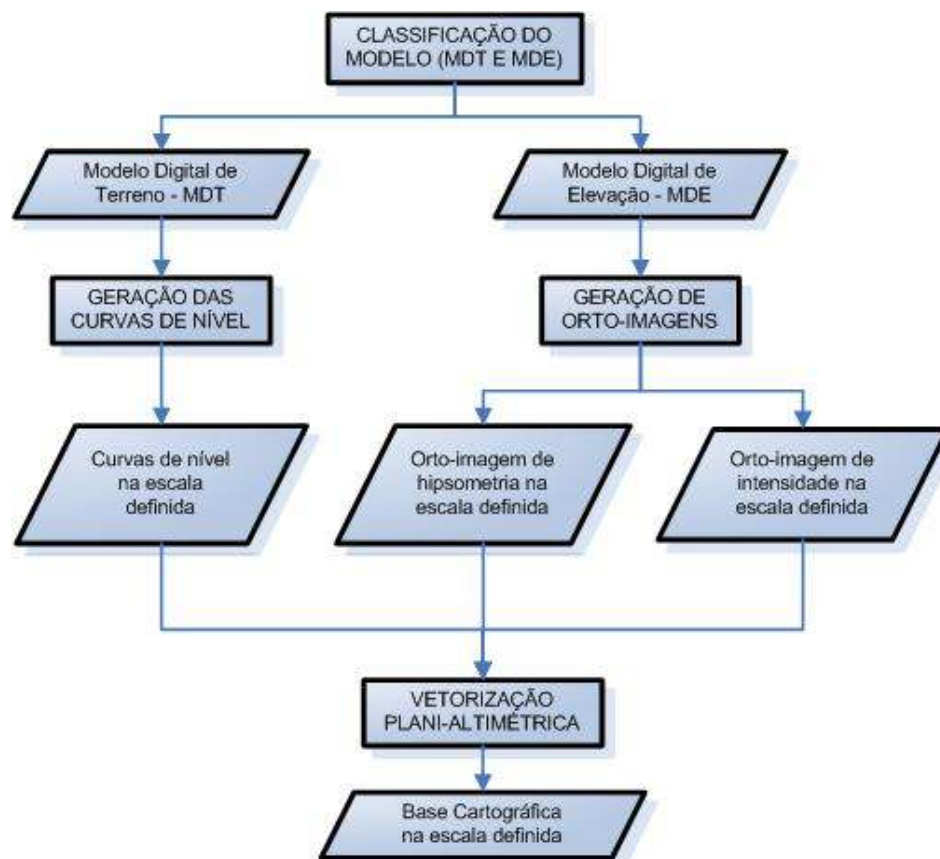 CLASSIFICAÇÃO DO
MODELO (MDT E MDE)
Modelo Digital de
Terreno - MDT
Modelo Digital de
Elevação - MDE
GERAÇÃO DAS
CURVAS DE NÍVEL
GERAÇÃO DE
ORTO-IMAGENS
Curvas de nível
na escala
definida
Orto-imagem de
hipsometria na
escala definida
Orto-imagem de
intensidade na
escala definida
VETORIZAÇÃO
PLANI-ALTIMÉTRICA
Base Cartográfica
na escala definida